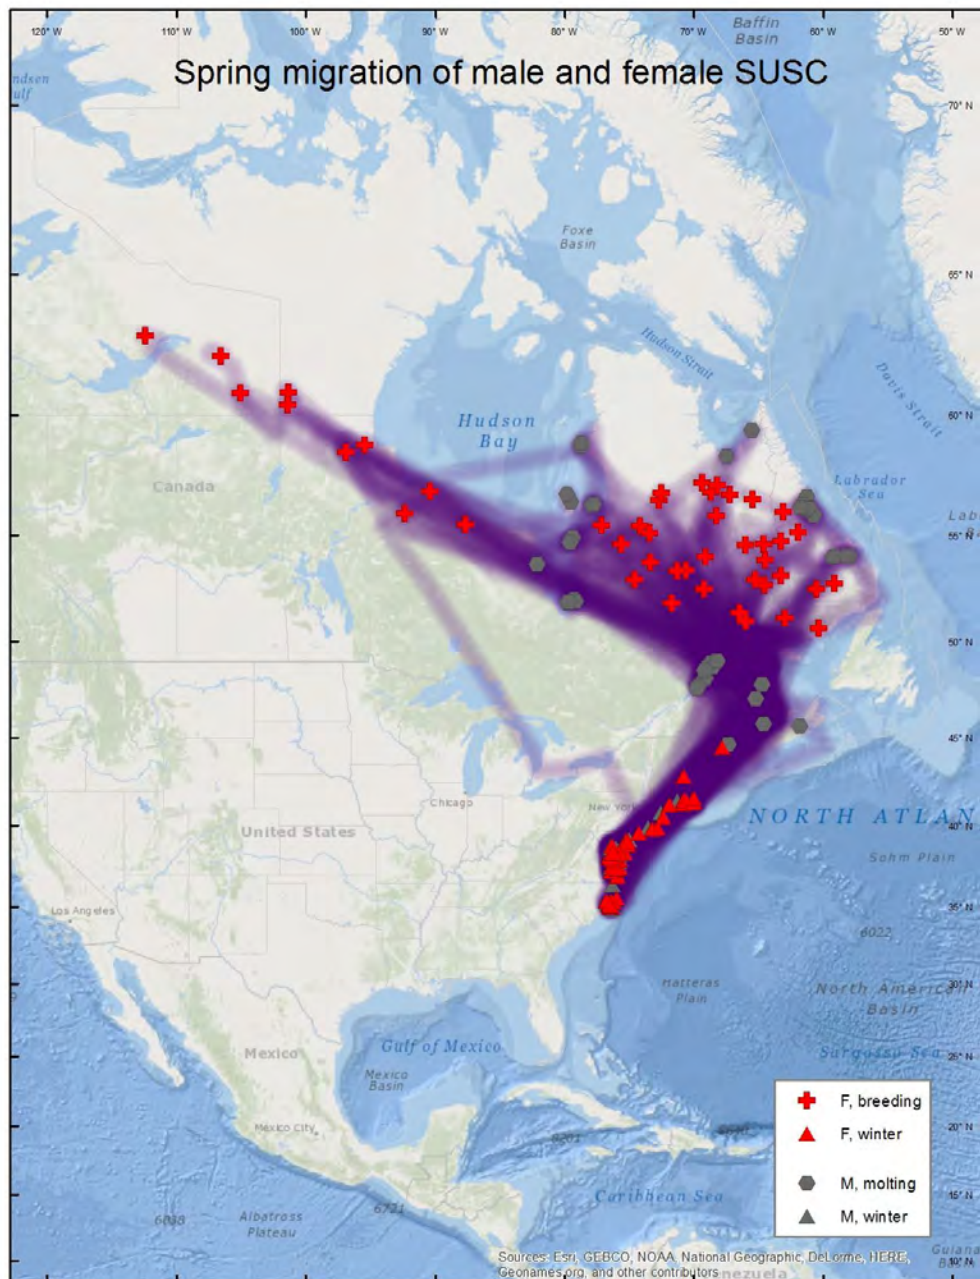 120° W
110° W
100° W
90° W
80° W
70° W
60° W
50° W
Baffin
Basin
Spring migration of male and female SUSC
70° N
Foxe
Basin
65° N
Hudson Strait
Davis Strait
60° N
Hudson
Bay
Canada
Labrador
Sea
55° N
50° N
45° N
Chicago
New York
NORTH ATLAN
40° N
United States
Sohm Plain
Los Angeles
35° N
6022
Hatteras
Plain
30° N
North American
Basin
Gulf of Mexico
Sargasso Sea
25° N
Mexico
Mexico
Basin
F, breeding
F, winter
20° N
Mexico City
M, molting
15° N
Caribbean Sea
M, winter
Albatross
Plateau
10° N
Sources: Esri, GEBCO, NOAA, National Geographic, DeLorme, HERE,
Geonames.org, and other contributors